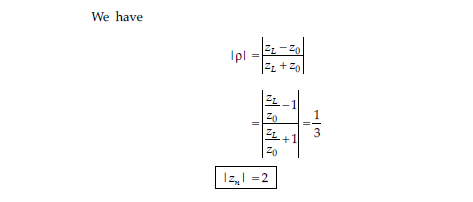 We have
|ρ| = |z_L − z_0 / z_L + z_0|
= |z_L/z_0 − 1 / z_L/z_0 + 1| = 1/3
|z_n| = 2